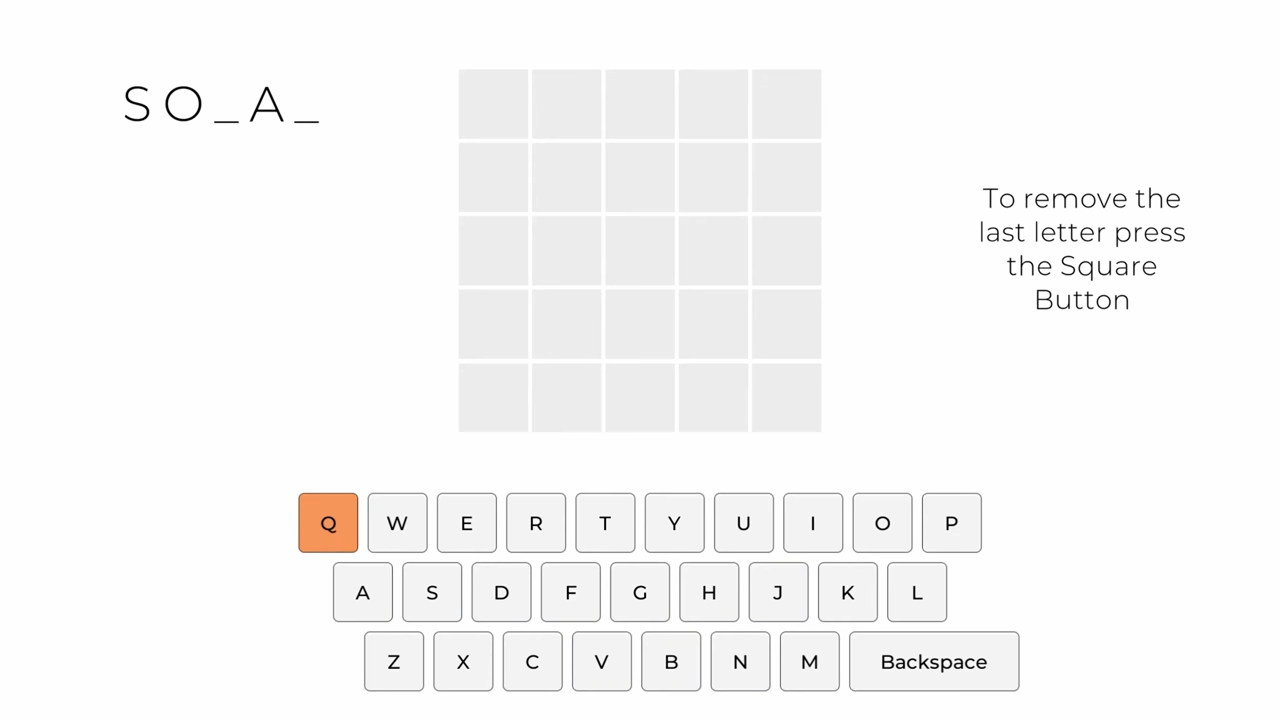 S O _ A _
To remove the
last letter press
the Square
Button
Q W E R T Y U I O P
A S D F G H J K L
Z X C V B N M Backspace